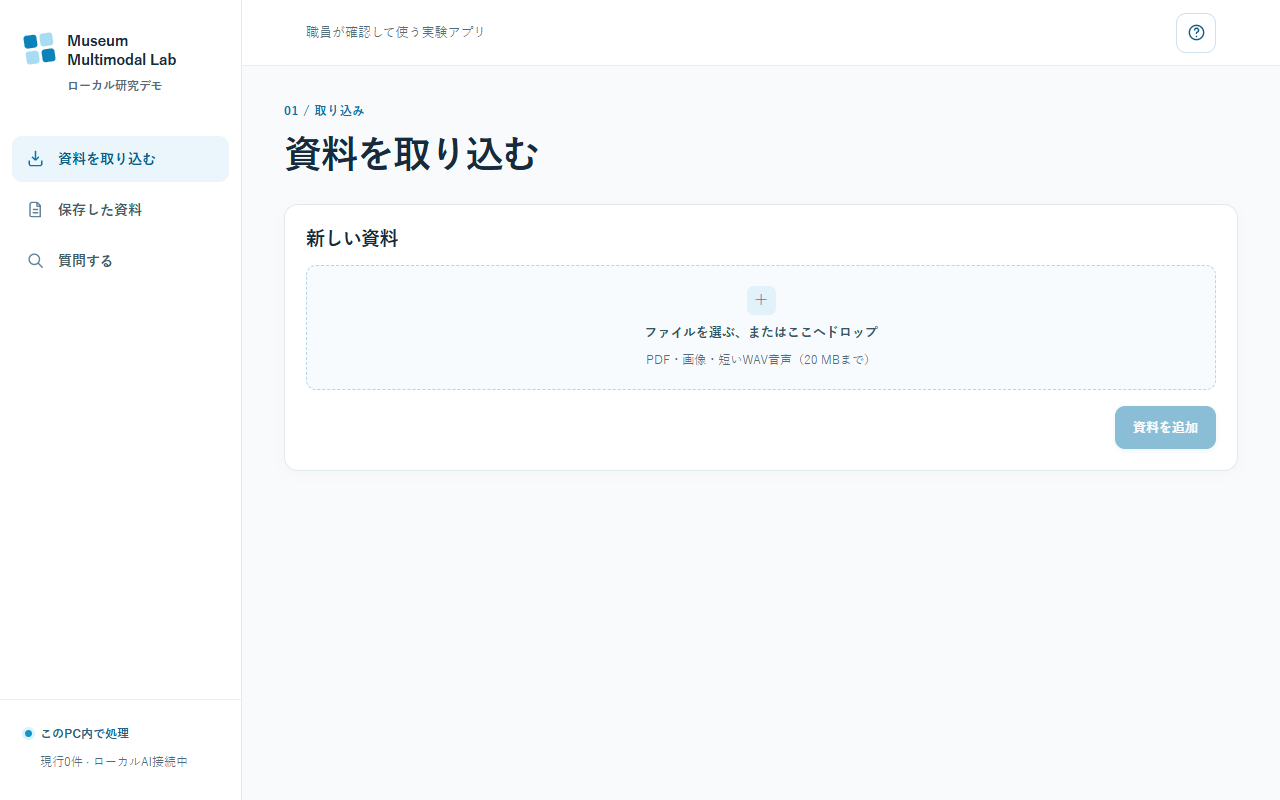 Museum
Multimodal Lab
ローカル研究デモ
資料を取り込む
保存した資料
質問する
このPC内で処理
現行0件 · ローカルAI接続中
職員が確認して使う実験アプリ
01 / 取り込み
資料を取り込む
新しい資料
ファイルを選ぶ、またはここへドロップ
PDF・画像・短いWAV音声（20 MBまで）
資料を追加